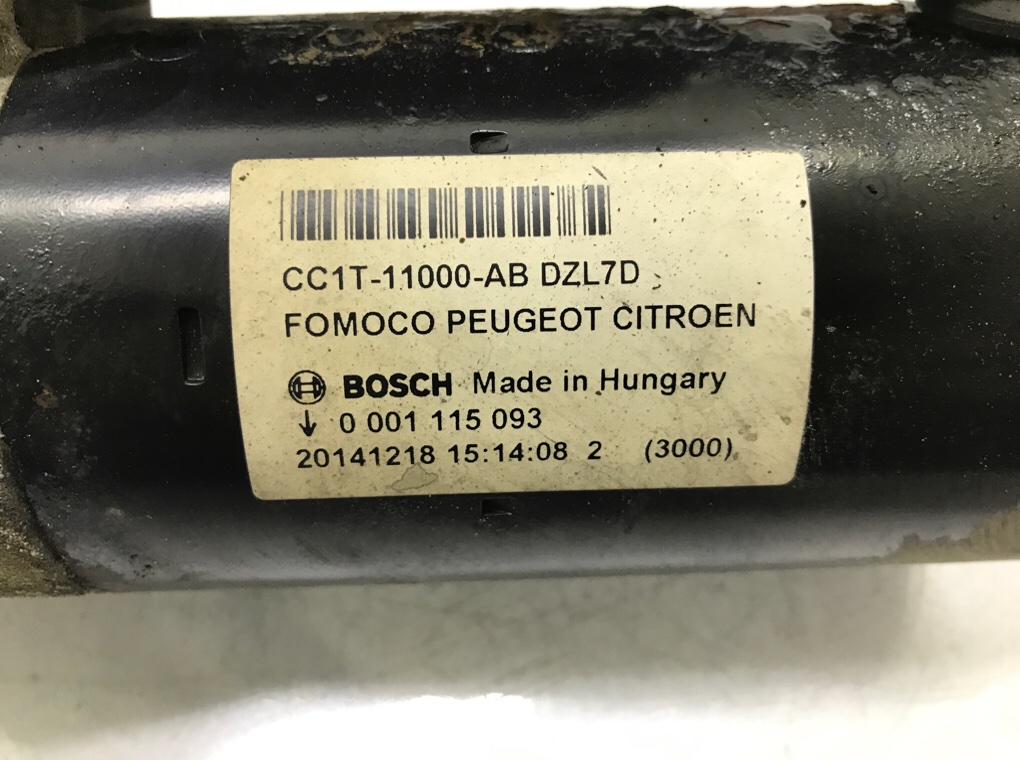 CC1T-11000-AB DZL7D
FOMOCO PEUGEOT CITROEN
BOSCH Made in Hungary
↓ 0 001 115 093
20141218 15:14:08 2 (3000)